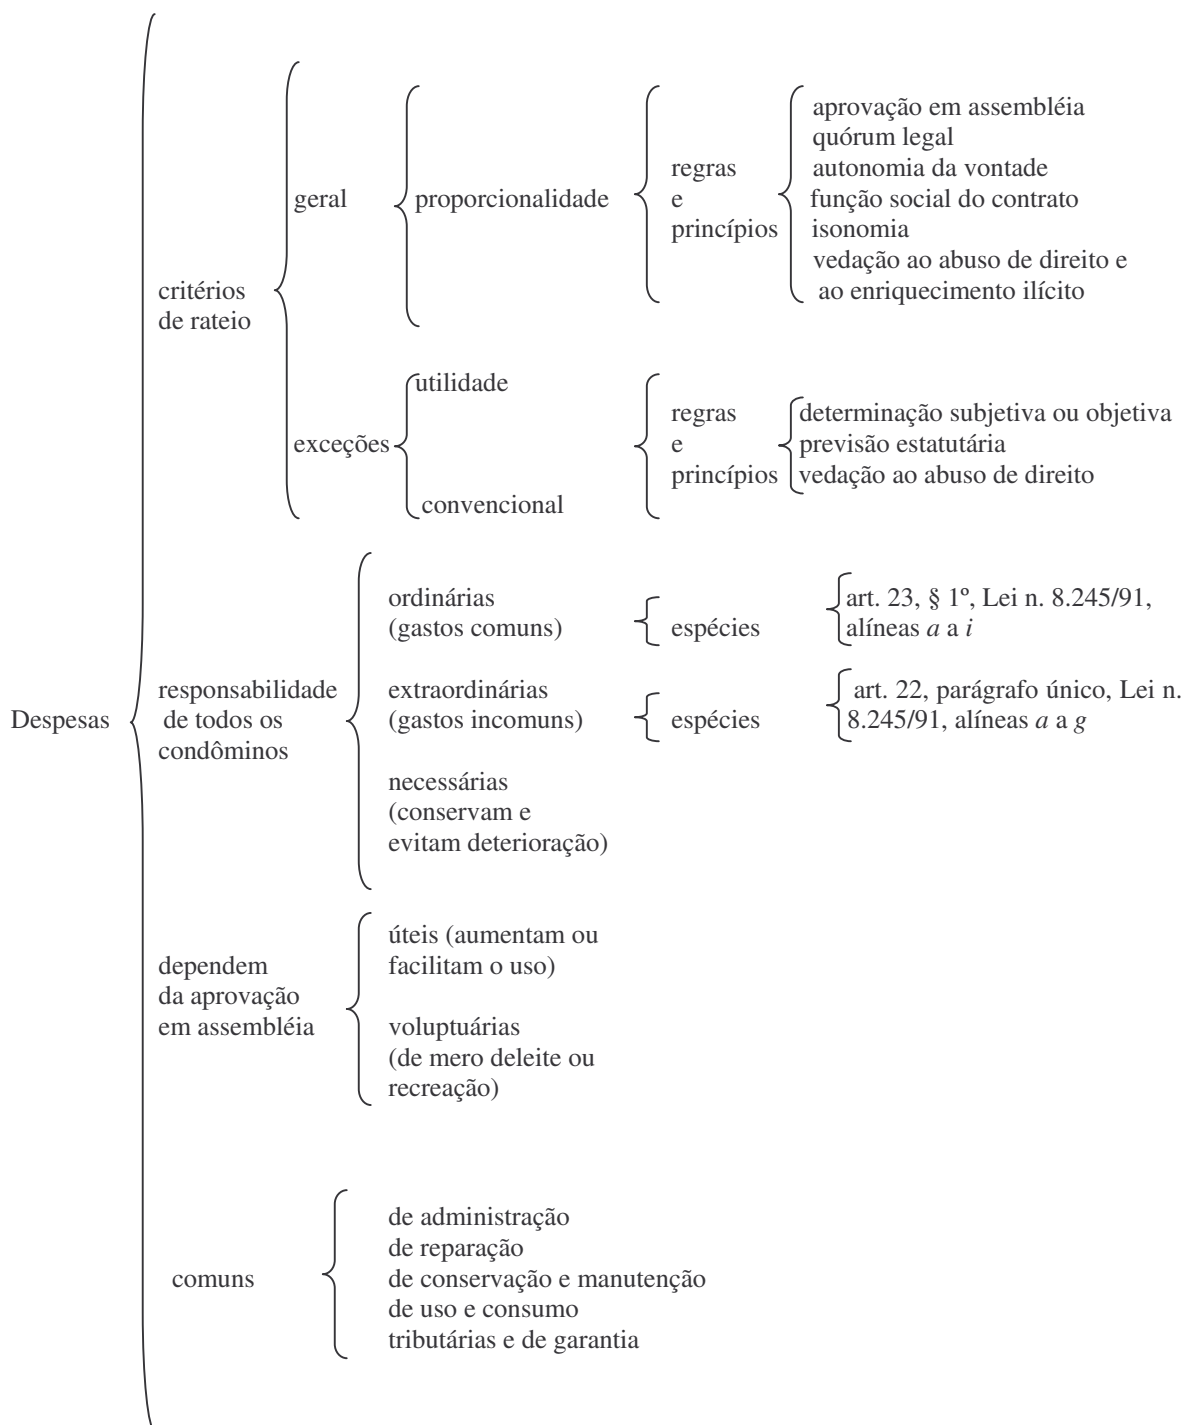 Despesas
critérios
de rateio
geral
proporcionalidade
regras
e
princípios
aprovação em assembléia
quórum legal
autonomia da vontade
função social do contrato
isonomia
vedação ao abuso de direito e
ao enriquecimento ilícito
exceções
utilidade
convencional
regras
e
princípios
determinação subjetiva ou objetiva
previsão estatutária
vedação ao abuso de direito
responsabilidade
de todos os
condôminos
ordinárias
(gastos comuns)
espécies
art. 23, § 1º, Lei n. 8.245/91,
alíneas a a i
extraordinárias
(gastos incomuns)
espécies
art. 22, parágrafo único, Lei n.
8.245/91, alíneas a a g
necessárias
(conservam e
evitam deterioração)
dependem
da aprovação
em assembléia
úteis (aumentam ou
facilitam o uso)
voluptuárias
(de mero deleite ou
recreação)
comuns
de administração
de reparação
de conservação e manutenção
de uso e consumo
tributárias e de garantia